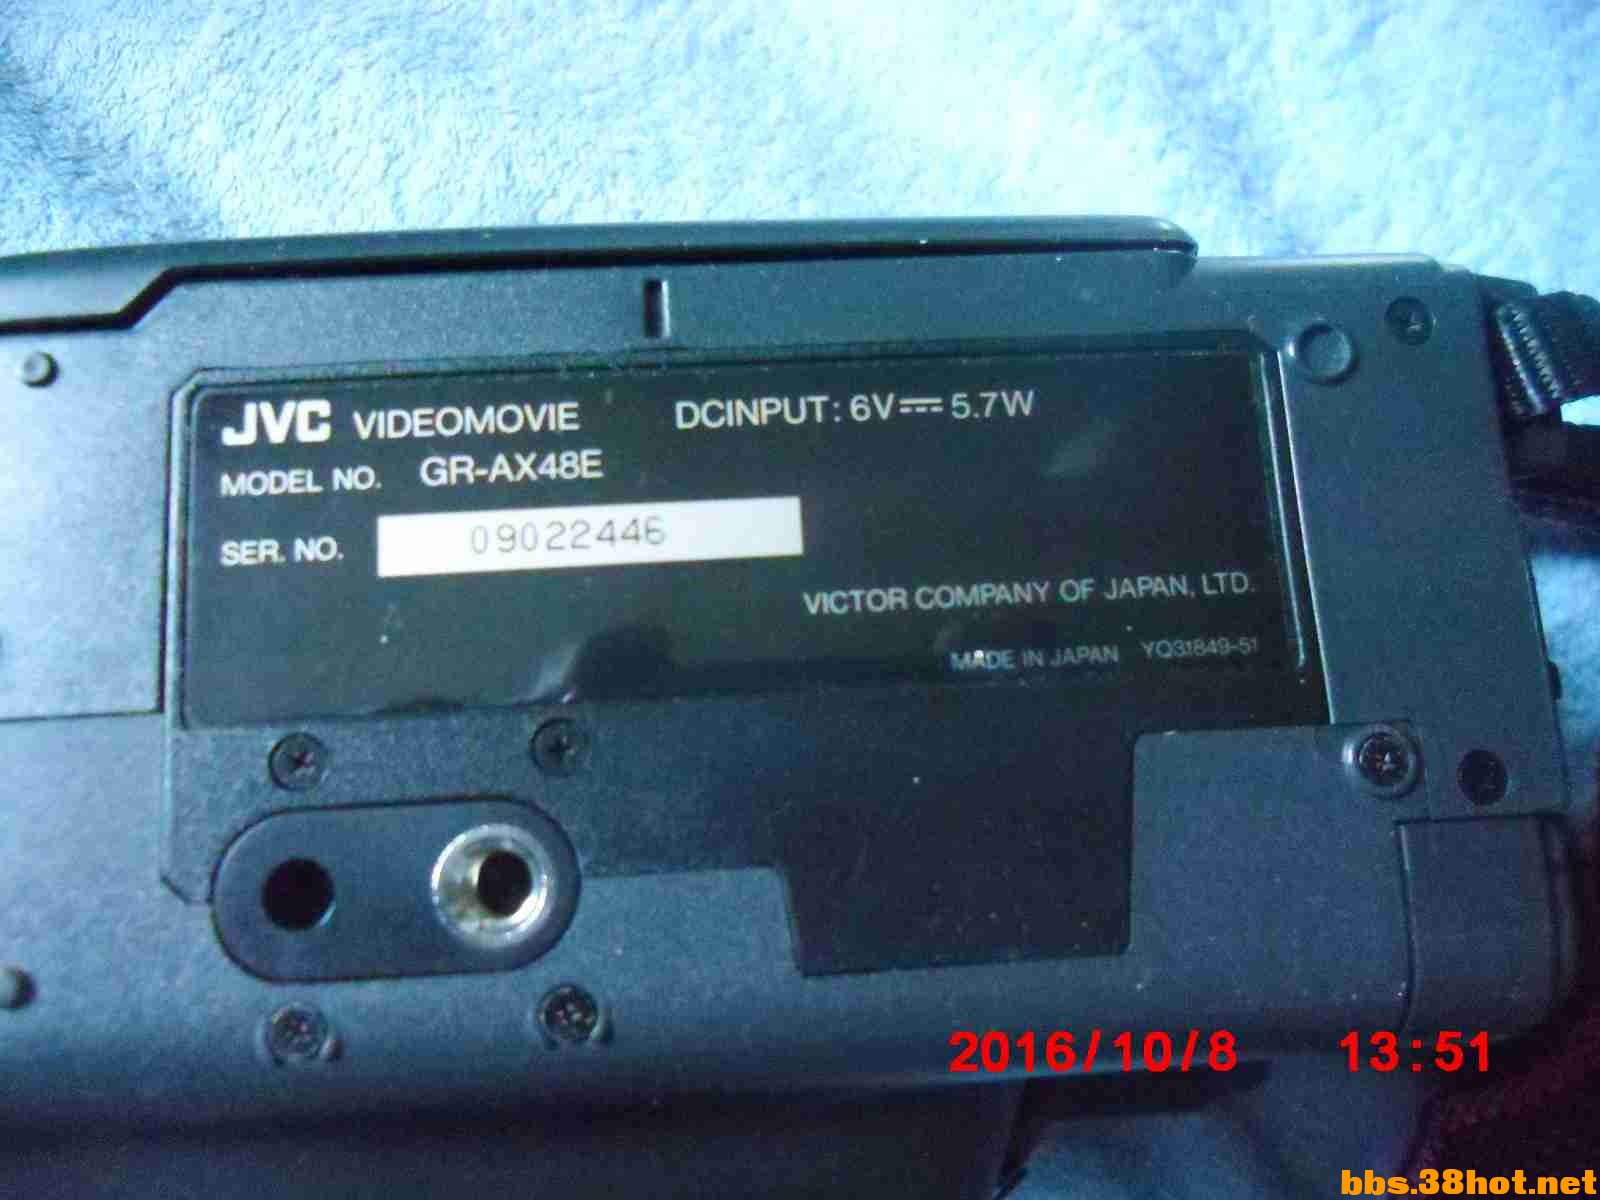 JVC VIDEOMOVIE DCINPUT: 6V⎓5.7W
MODEL NO. GR-AX48E
SER. NO. 09022446
VICTOR COMPANY OF JAPAN, LTD.
MADE IN JAPAN YQ31849-51
2016/10/8 13:51
bbs.38hot.net